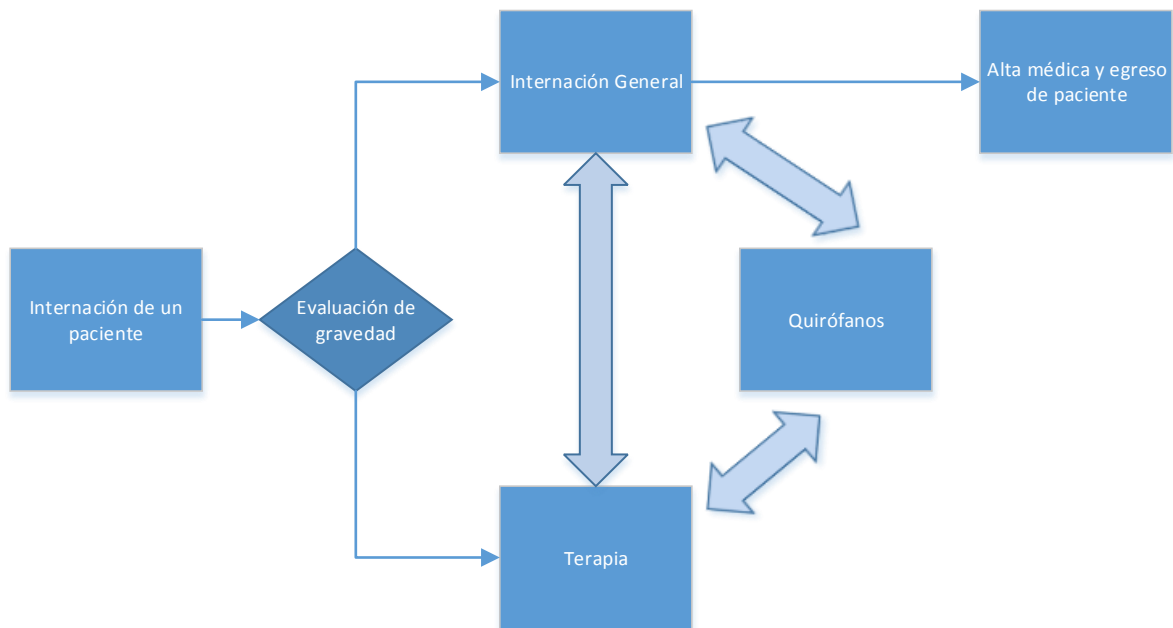 Internación General
Alta médica y egreso
de paciente
Internación de un
paciente
Evaluación de
gravedad
Quirófanos
Terapia